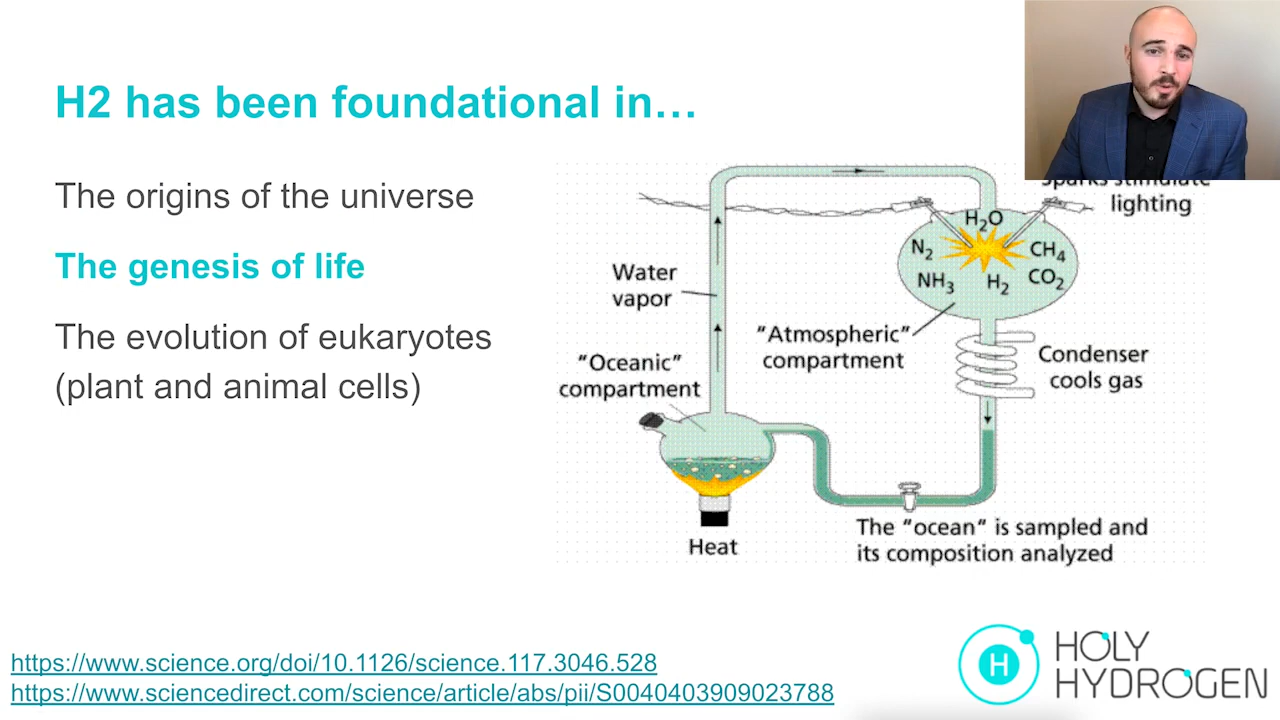 H2 has been foundational in…
The origins of the universe
The genesis of life
The evolution of eukaryotes
(plant and animal cells)
Sparks stimulate
lighting
H₂O
N₂
CH₄
NH₃
H₂
CO₂
Water
vapor
"Atmospheric"
compartment
"Oceanic"
compartment
Condenser
cools gas
The "ocean" is sampled and
its composition analyzed
Heat
https://www.science.org/doi/10.1126/science.117.3046.528
https://www.sciencedirect.com/science/article/abs/pii/S0040403909023788
H
HOLY
HYDROGEN